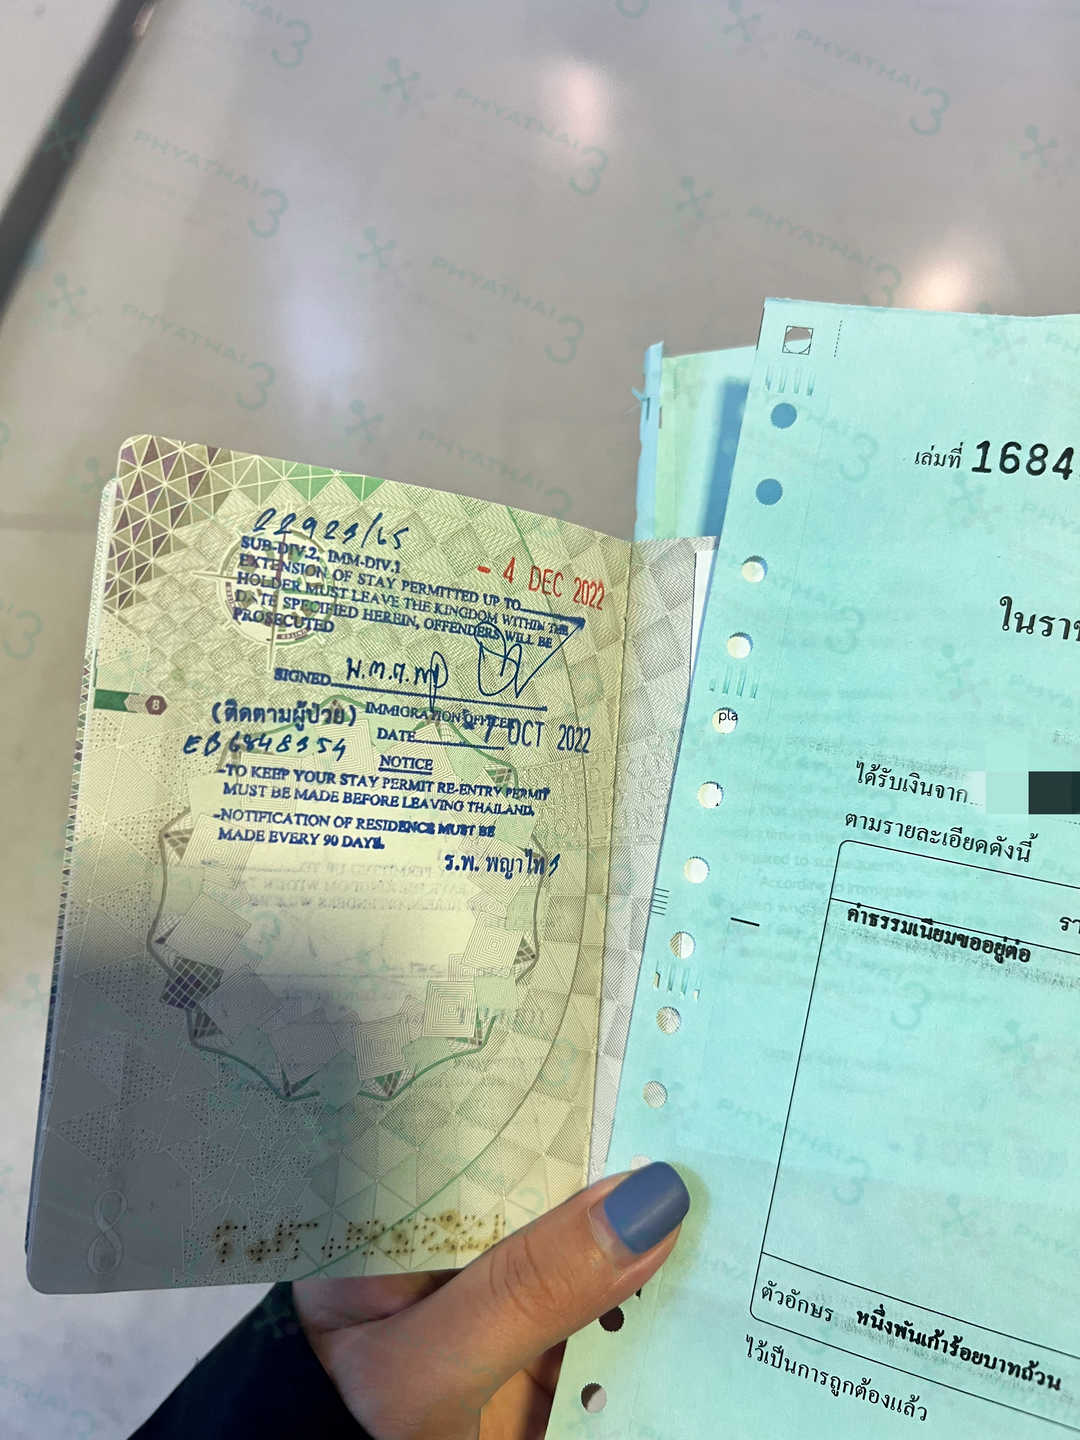 22923/65
SUB-DIV.2, IMM-DIV.1
EXTENSION OF STAY PERMITTED UP TO - 4 DEC 2022
HOLDER MUST LEAVE THE KINGDOM WITHIN THE
DATE SPECIFIED HEREIN, OFFENDERS WILL BE
PROSECUTED
SIGNED
(ติดตามผู้ป่วย) IMMIGRATION OFFICER
DATE - 7 OCT 2022
EB6848354
NOTICE
-TO KEEP YOUR STAY PERMIT RE-ENTRY PERMIT
MUST BE MADE BEFORE LEAVING THAILAND.
-NOTIFICATION OF RESIDENCE MUST BE
MADE EVERY 90 DAYS.
ร.พ. พญาไท 3
8
8
เล่มที่ 1684
pla
ได้รับเงินจาก
ตามรายละเอียดดังนี้
ค่าธรรมเนียมขออยู่ต่อ
ตัวอักษร หนึ่งพันเก้าร้อยบาทถ้วน
ไว้เป็นการถูกต้องแล้ว
PHYATHAI 3